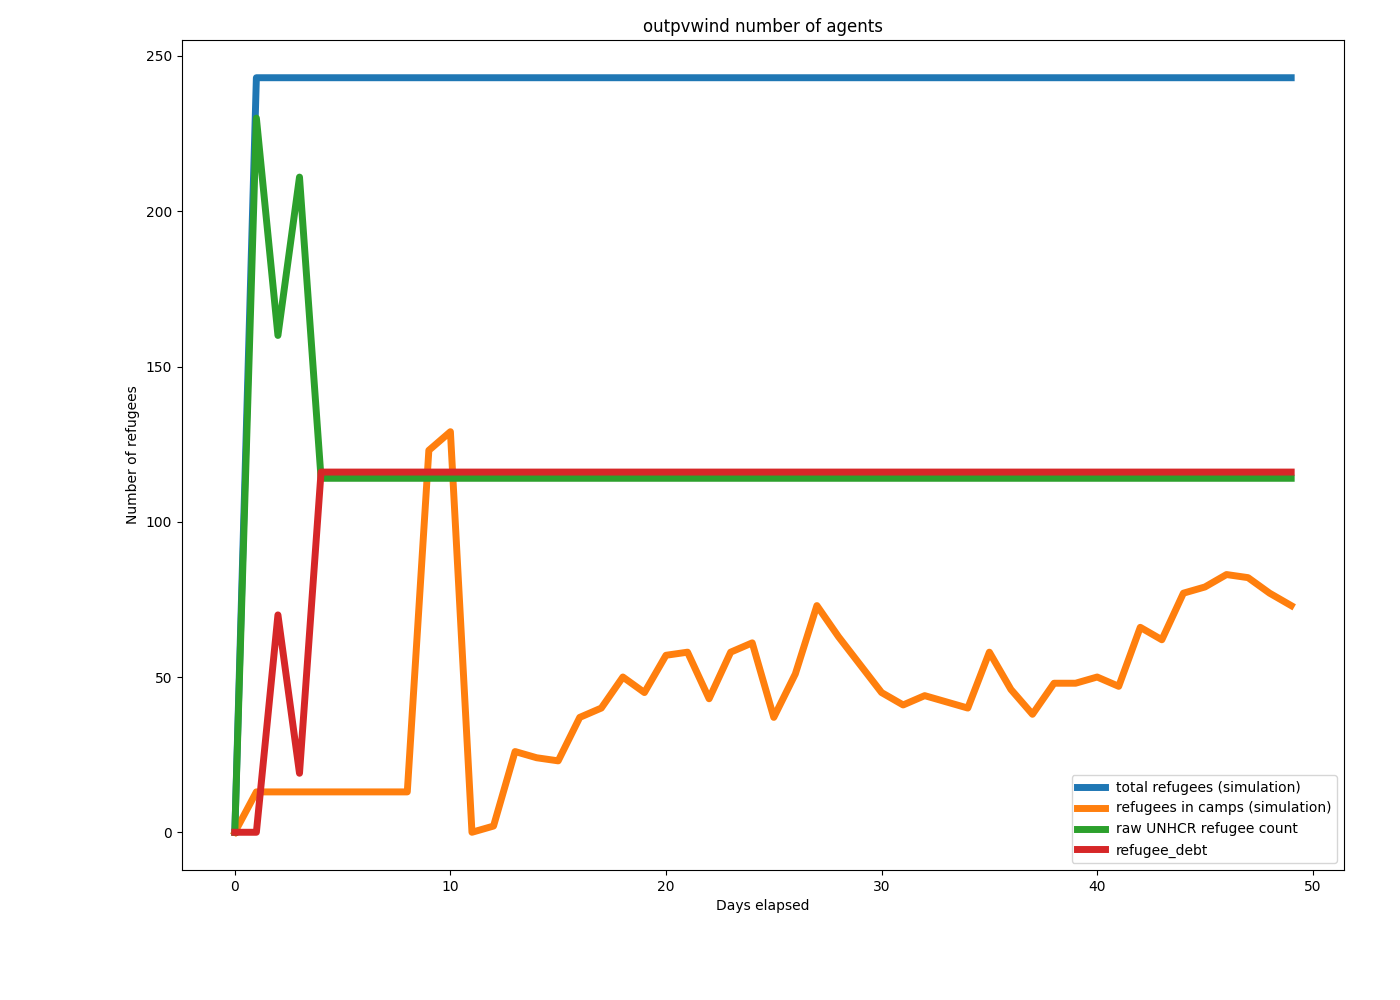 outpvwind number of agents
250
200
150
100
50
0
Number of refugees
0 10 20 30 40 50
Days elapsed
total refugees (simulation)
refugees in camps (simulation)
raw UNHCR refugee count
refugee_debt